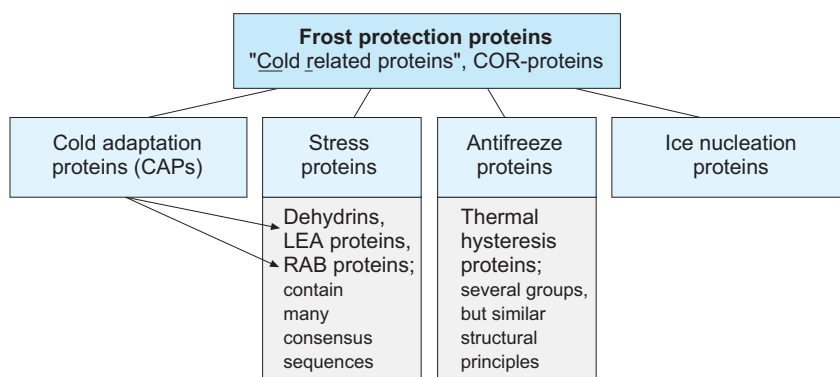 Frost protection proteins
"Cold related proteins", COR-proteins
Cold adaptation
proteins (CAPs)
Stress
proteins
Antifreeze
proteins
Ice nucleation
proteins
Dehydrins,
LEA proteins,
RAB proteins;
contain
many
consensus
sequences
Thermal
hysteresis
proteins;
several groups,
but similar
structural
principles